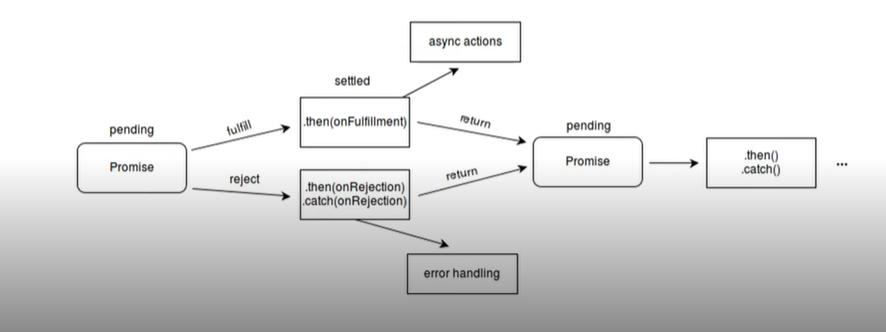 async actions
settled
.then(onFulfillment)
fulfill
return
pending
Promise
pending
Promise
reject
.then(onRejection)
.catch(onRejection)
return
.then()
.catch()
...
error handling